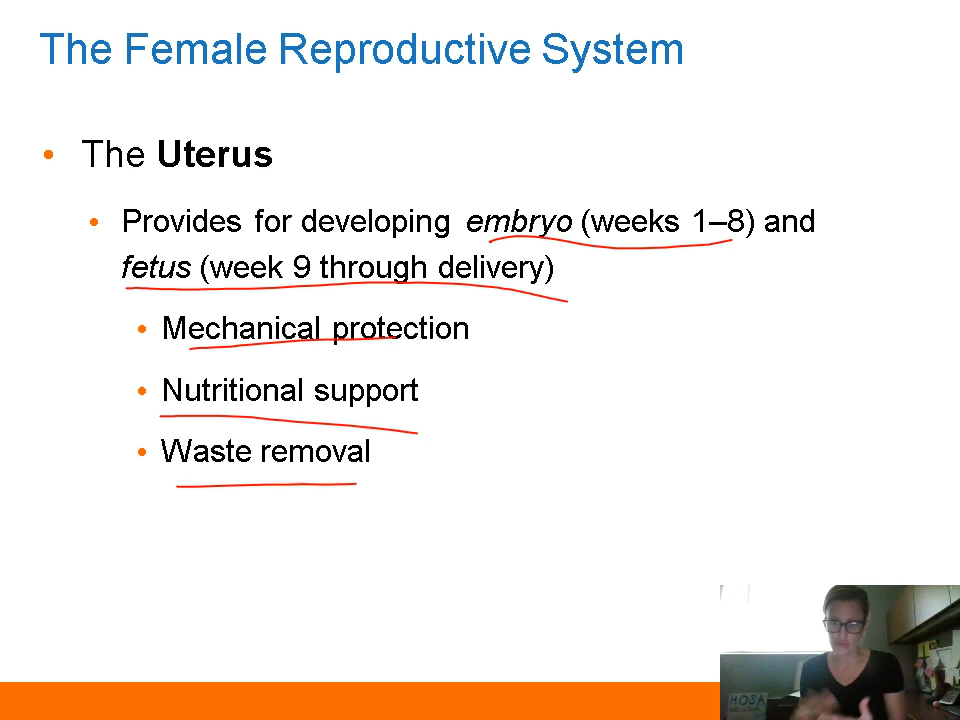 The Female Reproductive System
• The Uterus
• Provides for developing embryo (weeks 1–8) and
fetus (week 9 through delivery)
• Mechanical protection
• Nutritional support
• Waste removal
HOSA